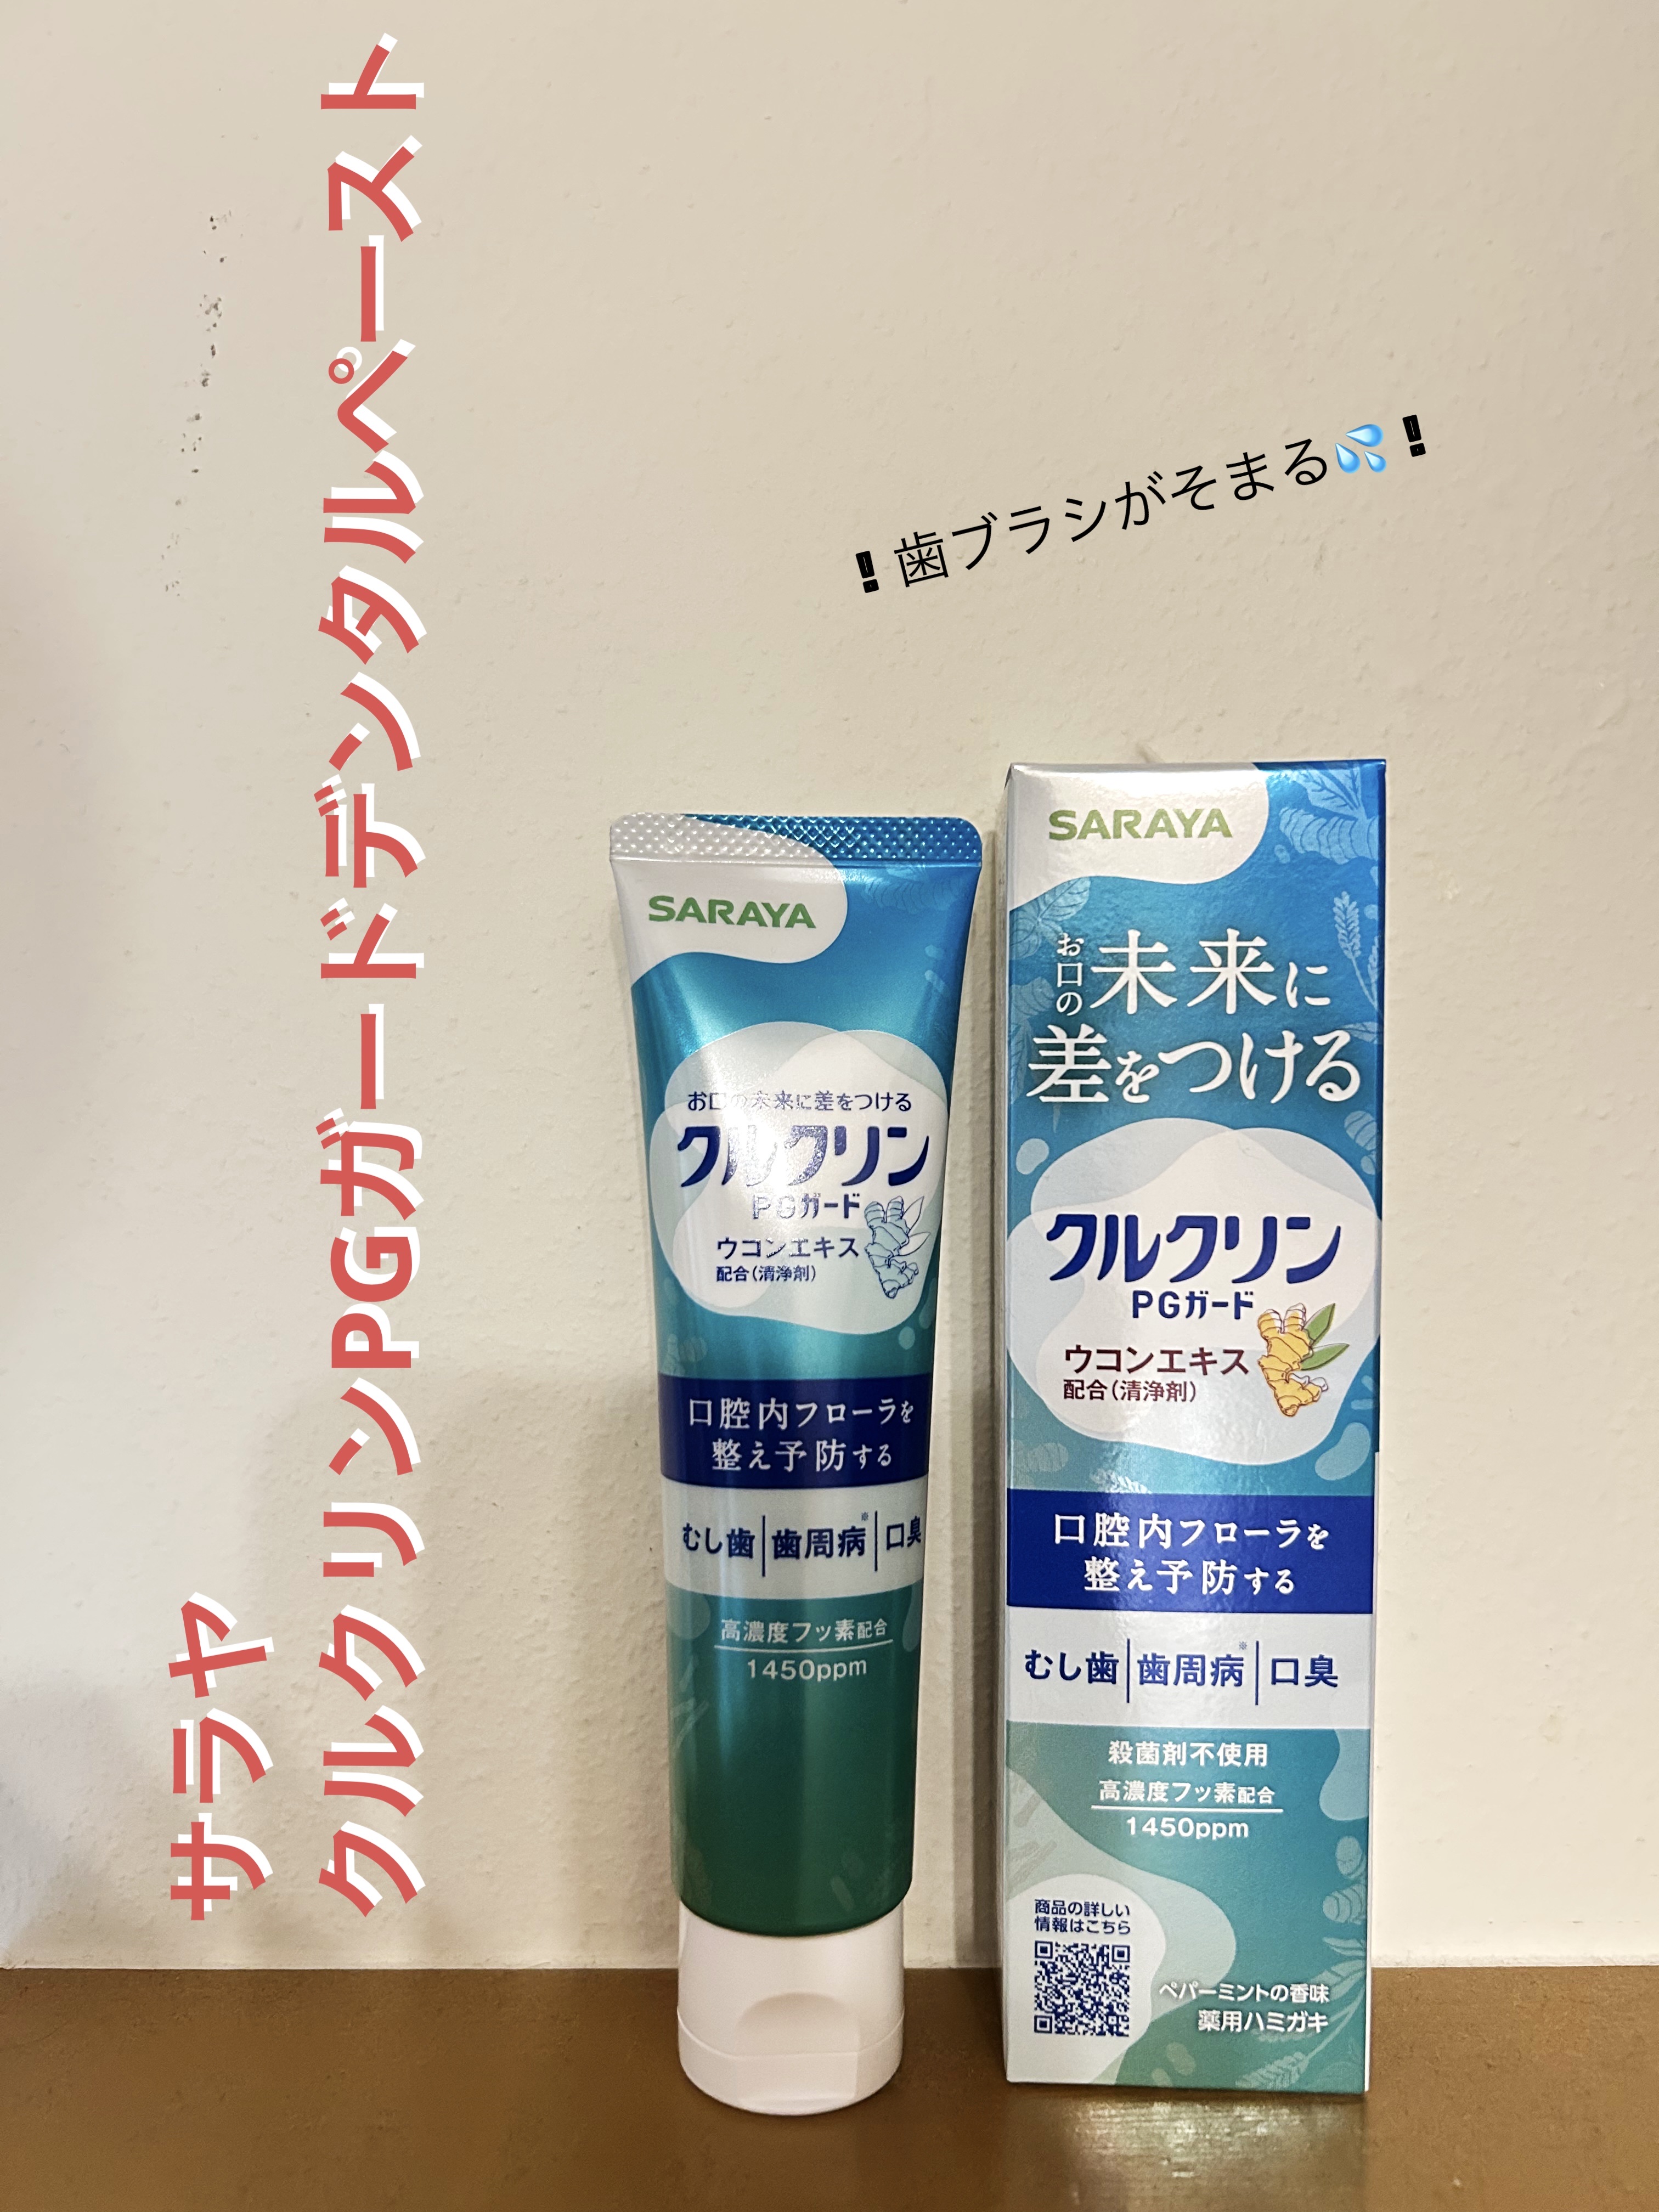 サラヤ
クルクリンPGガードデンタルペースト
❗歯ブラシがそまる💦❗
SARAYA
お口の未来に差をつける
クルクリン
PGガード
ウコンエキス
配合（清浄剤）
口腔内フローラを
整え予防する
むし歯 歯周病※ 口臭
高濃度フッ素配合
1450ppm
SARAYA
お口の未来に
差をつける
クルクリン
PGガード
ウコンエキス
配合（清浄剤）
口腔内フローラを
整え予防する
むし歯 歯周病※ 口臭
殺菌剤不使用
高濃度フッ素配合
1450ppm
商品の詳しい
情報はこちら
ペパーミントの香味
薬用ハミガキ